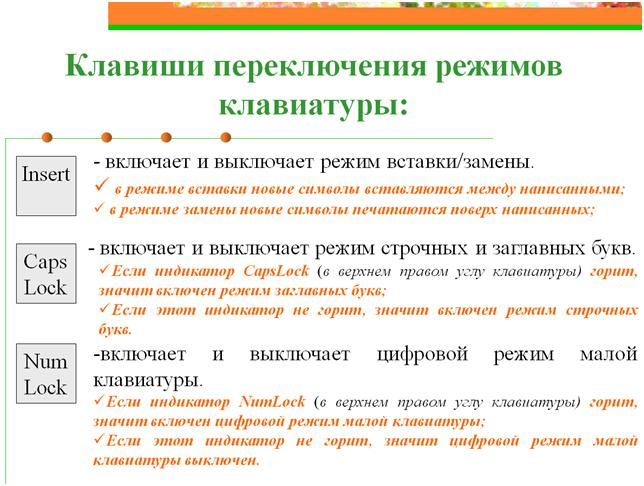 Клавиши переключения режимов
клавиатуры:
Insert
- включает и выключает режим вставки/замены.
✓ в режиме вставки новые символы вставляются между написанными;
✓ в режиме замены новые символы печатаются поверх написанных;
Caps
Lock
- включает и выключает режим строчных и заглавных букв.
✓Если индикатор CapsLock (в верхнем правом углу клавиатуры) горит,
значит включен режим заглавных букв;
✓Если этот индикатор не горит, значит включен режим строчных
букв.
Num
Lock
-включает и выключает цифровой режим малой
клавиатуры.
✓Если индикатор NumLock (в верхнем правом углу клавиатуры) горит,
значит включен цифровой режим малой клавиатуры;
✓Если этот индикатор не горит, значит цифровой режим малой
клавиатуры выключен.